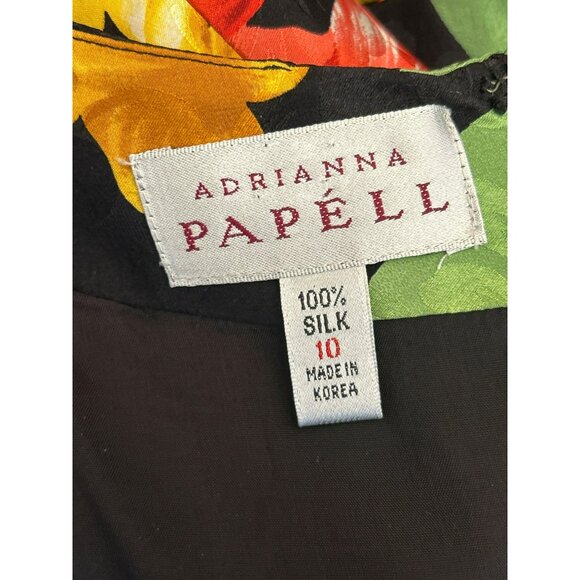 ADRIANNA
PAPÉLL
100%
SILK
10
MADE IN
KOREA